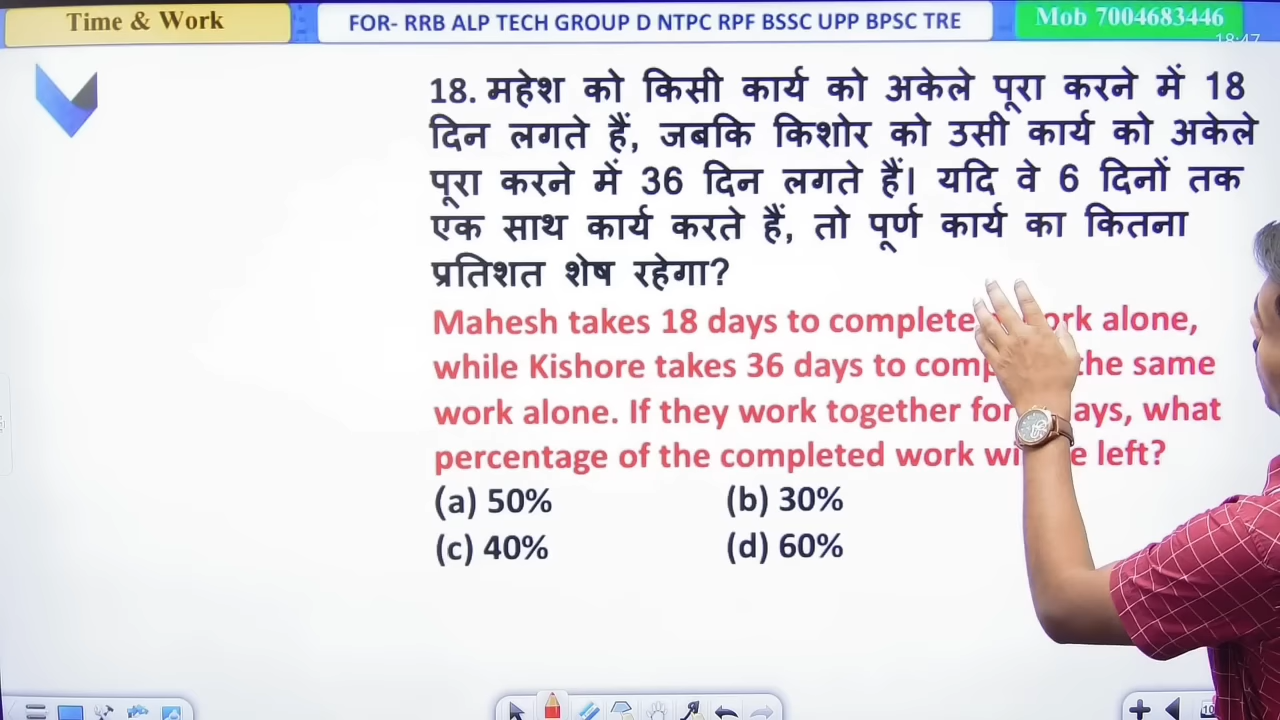 Time & Work
FOR- RRB ALP TECH GROUP D NTPC RPF BSSC UPP BPSC TRE
Mob 7004683446
18. महेश को किसी कार्य को अकेले पूरा करने में 18
दिन लगते हैं, जबकि किशोर को उसी कार्य को अकेले
पूरा करने में 36 दिन लगते हैं। यदि वे 6 दिनों तक
एक साथ कार्य करते हैं, तो पूर्ण कार्य का कितना
प्रतिशत शेष रहेगा?
Mahesh takes 18 days to complete alone,
while Kishore takes 36 days to the same
work alone. If they work together for what
percentage of the completed work left?
(a) 50% (b) 30%
(c) 40% (d) 60%